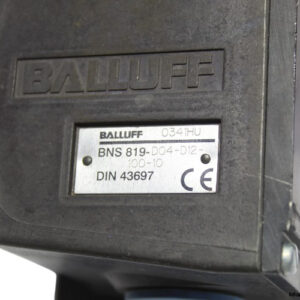 BALLUFF
BALLUFF 0341HU
BNS 819-D04-D12-
100-10
DIN 43697
CE